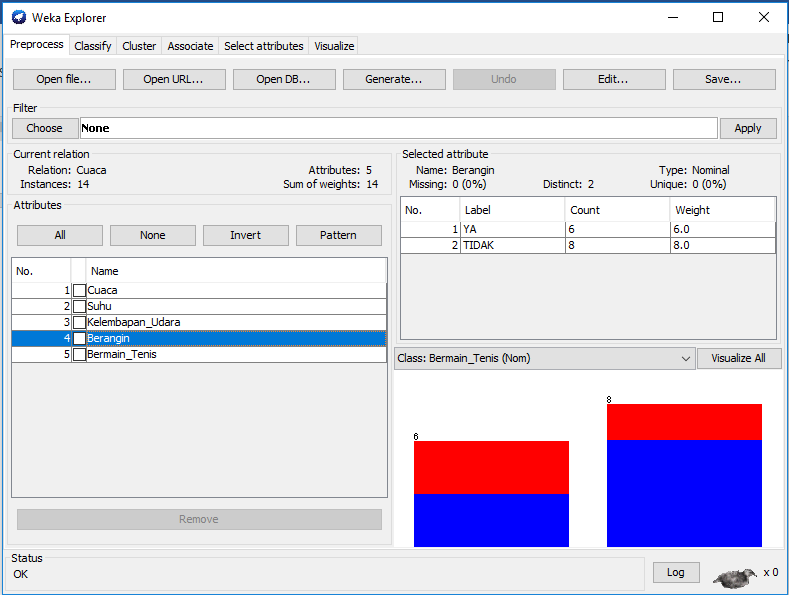 Weka Explorer
Preprocess Classify Cluster Associate Select attributes Visualize
Open file... Open URL... Open DB... Generate... Undo Edit... Save...
Filter
Choose None Apply
Current relation
Relation: Cuaca Attributes: 5
Instances: 14 Sum of weights: 14
Attributes
All None Invert Pattern
No. Name
1 Cuaca
2 Suhu
3 Kelembapan_Udara
4 Berangin
5 Bermain_Tenis
Remove
Selected attribute
Name: Berangin Type: Nominal
Missing: 0 (0%) Distinct: 2 Unique: 0 (0%)
No. Label Count Weight
1 YA 6 6.0
2 TIDAK 8 8.0
Class: Bermain_Tenis (Nom) Visualize All
6
8
Status
OK
Log x 0